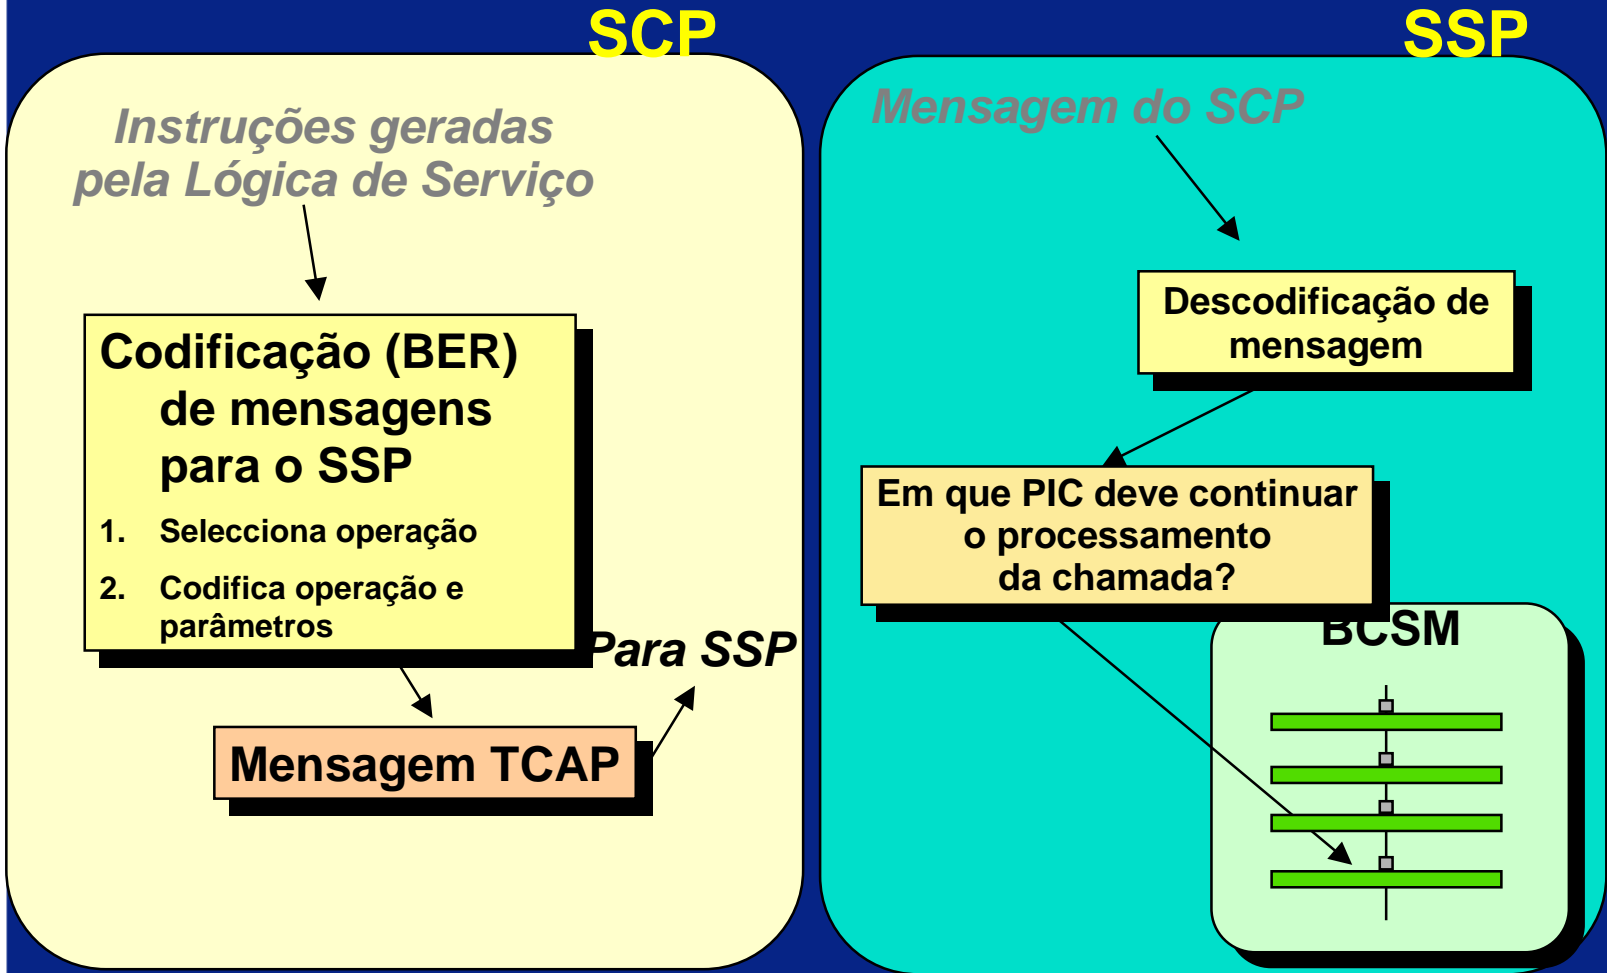 SCP
Instruções geradas
pela Lógica de Serviço
Codificação (BER)
de mensagens
para o SSP
1. Selecciona operação
2. Codifica operação e
parâmetros
Para SSP
Mensagem TCAP
SSP
Mensagem do SCP
Descodificação de
mensagem
Em que PIC deve continuar
o processamento
da chamada?
BCSM